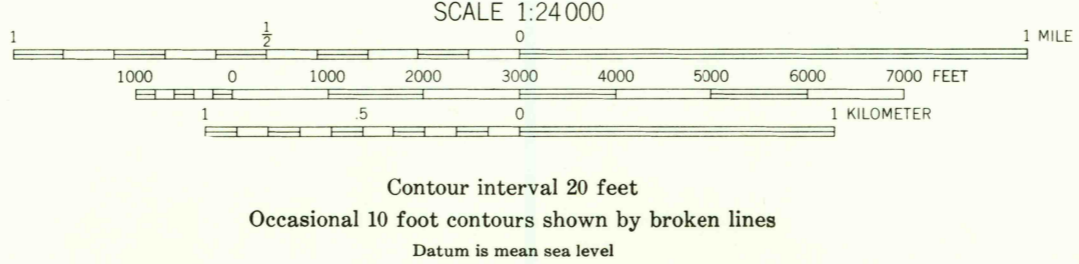 SCALE 1:24 000
1 1/2 0 1 MILE
1000 0 1000 2000 3000 4000 5000 6000 7000 FEET
1 .5 0 1 KILOMETER
Contour interval 20 feet
Occasional 10 foot contours shown by broken lines
Datum is mean sea level